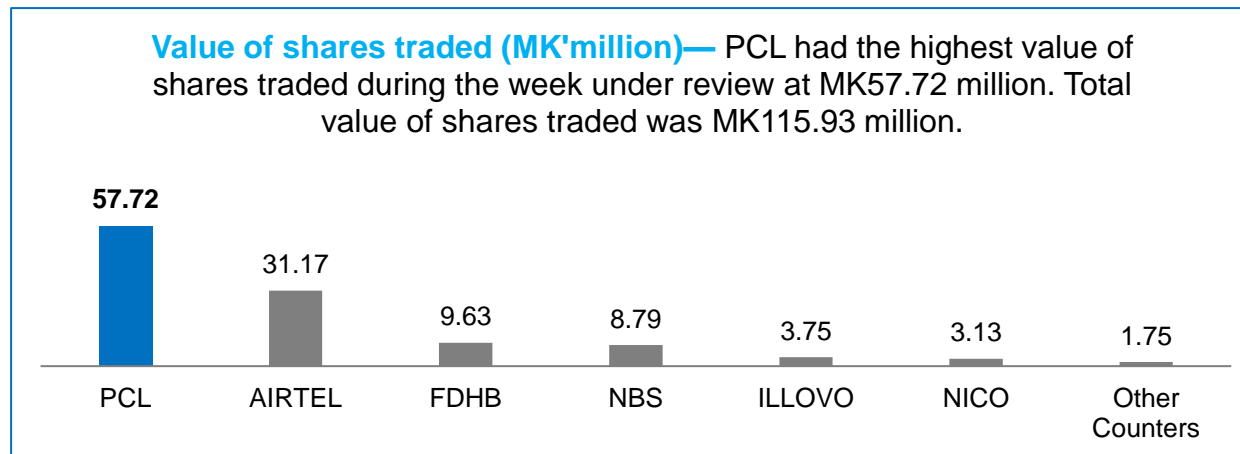 Value of shares traded (MK'million)— PCL had the highest value of
shares traded during the week under review at MK57.72 million. Total
value of shares traded was MK115.93 million.
57.72
31.17
9.63
8.79
3.75
3.13
1.75
PCL
AIRTEL
FDHB
NBS
ILLOVO
NICO
Other
Counters